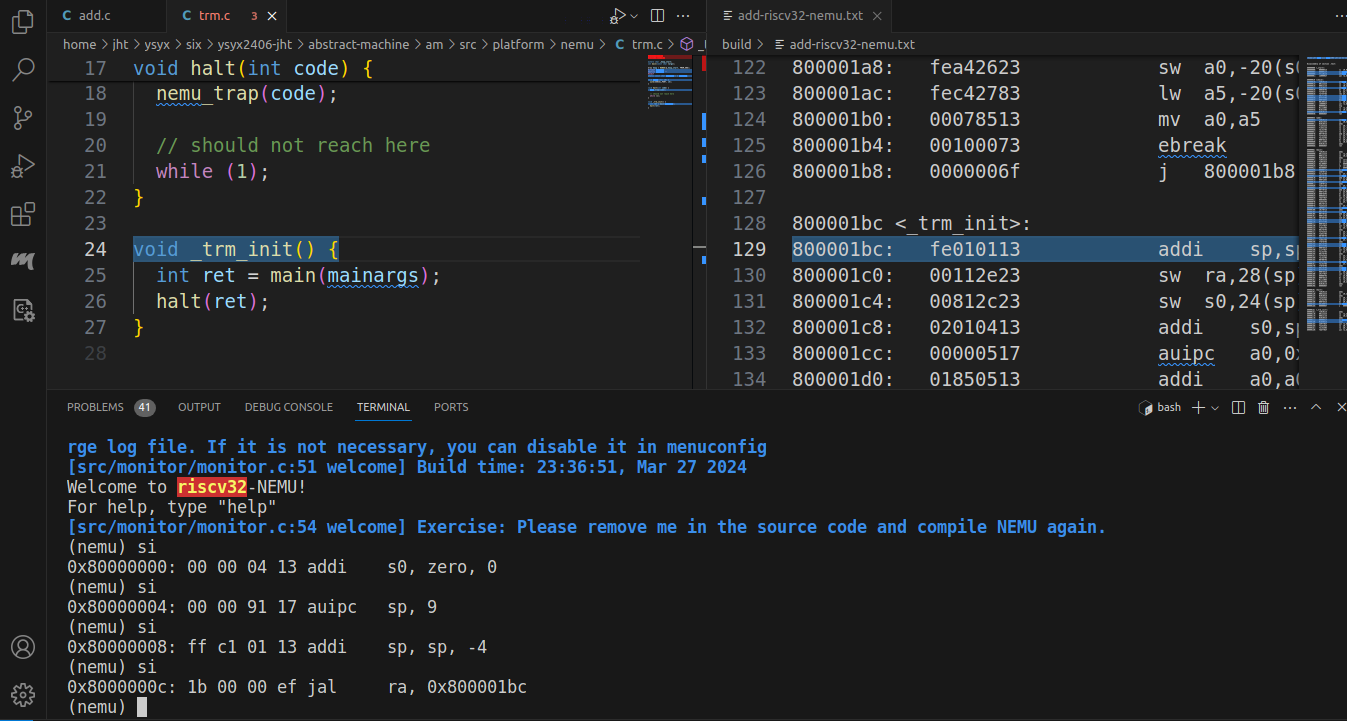 add.c
trm.c 3
home > jht > ysyx > six > ysyx2406-jht > abstract-machine > am > src > platform > nemu > C trm.c >
17 void halt(int code) {
18 nemu_trap(code);
19
20 // should not reach here
21 while (1);
22 }
23
24 void _trm_init() {
25 int ret = main(mainargs);
26 halt(ret);
27 }
28
add-riscv32-nemu.txt
build > add-riscv32-nemu.txt
122 800001a8: fea42623 sw a0,-20(s0
123 800001ac: fec42783 lw a5,-20(s0
124 800001b0: 00078513 mv a0,a5
125 800001b4: 00100073 ebreak
126 800001b8: 0000006f j 800001b8
127
128 800001bc <_trm_init>:
129 800001bc: fe010113 addi sp,sp
130 800001c0: 00112e23 sw ra,28(sp
131 800001c4: 00812c23 sw s0,24(sp
132 800001c8: 02010413 addi s0,sp
133 800001cc: 00000517 auipc a0,0x
134 800001d0: 01850513 addi a0,a0
PROBLEMS 41 OUTPUT DEBUG CONSOLE TERMINAL PORTS
bash
rge log file. If it is not necessary, you can disable it in menuconfig
[src/monitor/monitor.c:51 welcome] Build time: 23:36:51, Mar 27 2024
Welcome to riscv32-NEMU!
For help, type "help"
[src/monitor/monitor.c:54 welcome] Exercise: Please remove me in the source code and compile NEMU again.
(nemu) si
0x80000000: 00 00 04 13 addi s0, zero, 0
(nemu) si
0x80000004: 00 00 91 17 auipc sp, 9
(nemu) si
0x80000008: ff c1 01 13 addi sp, sp, -4
(nemu) si
0x8000000c: 1b 00 00 ef jal ra, 0x800001bc
(nemu)